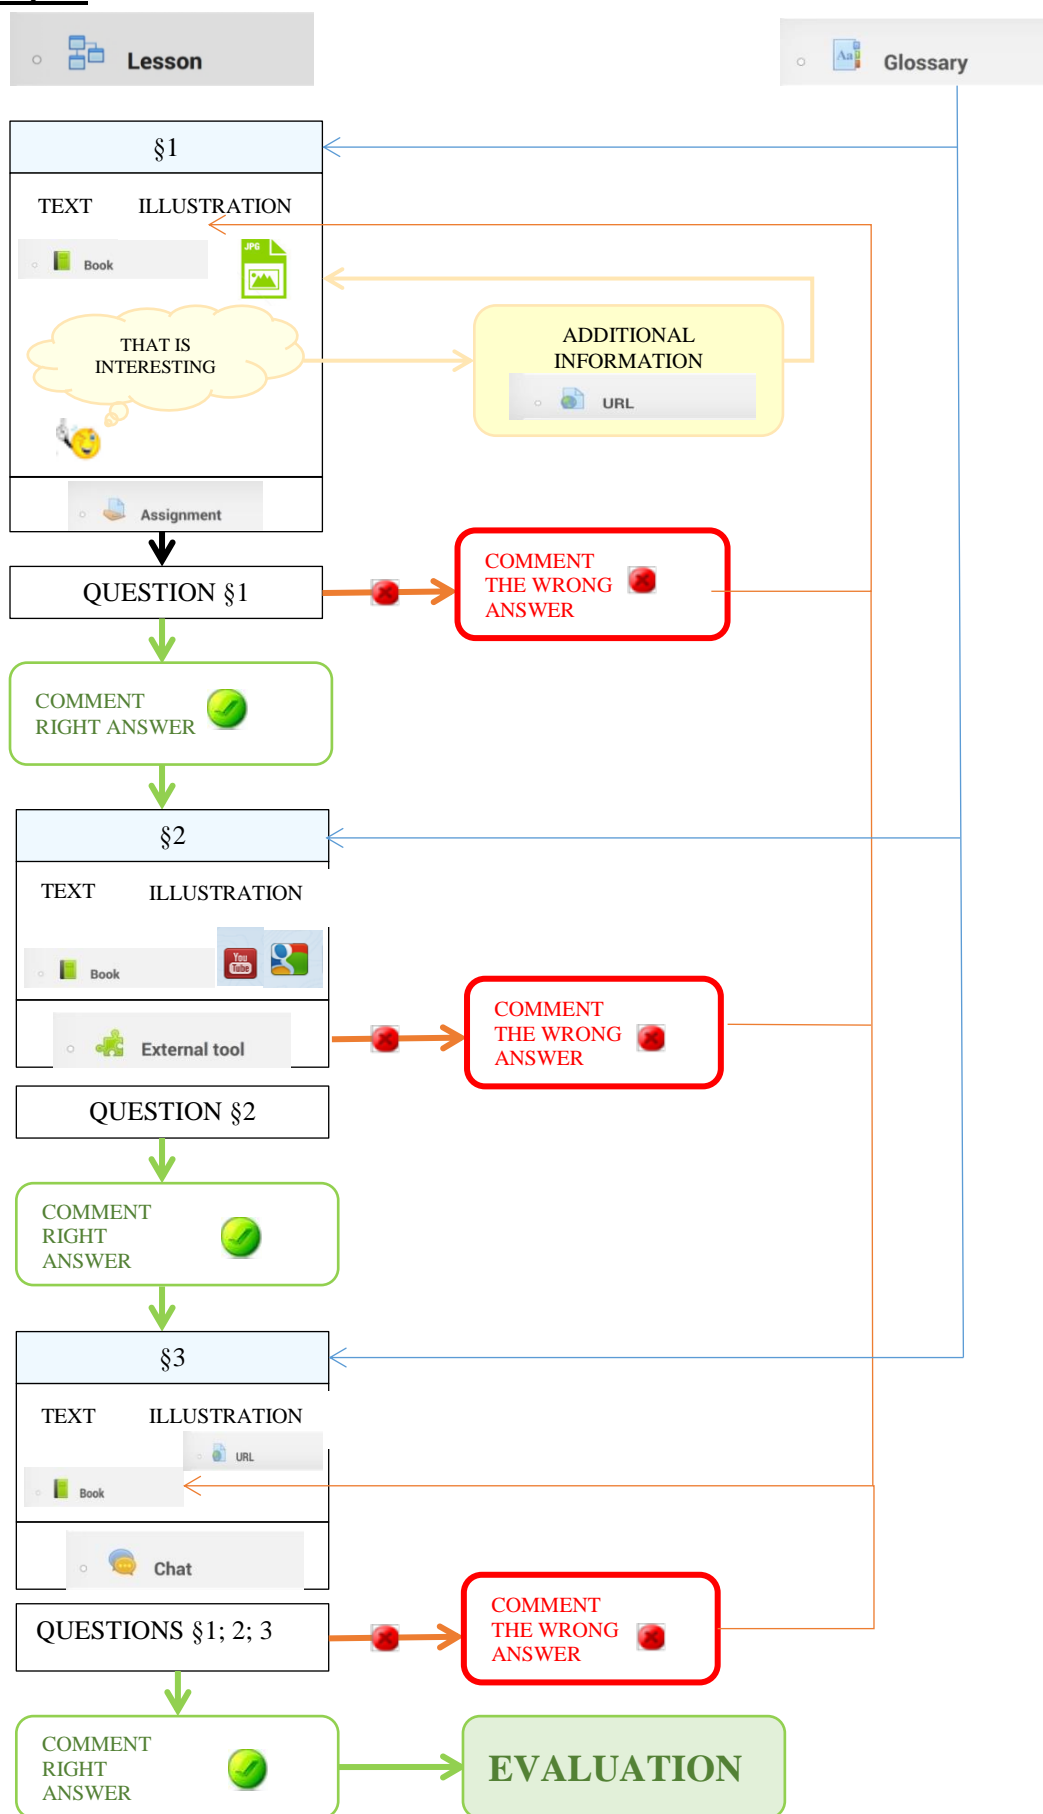 Lesson
Glossary
§1
TEXT ILLUSTRATION
JPG
Book
THAT IS
INTERESTING
ADDITIONAL
INFORMATION
URL
Assignment
QUESTION §1
COMMENT
THE WRONG
ANSWER
COMMENT
RIGHT ANSWER
§2
TEXT ILLUSTRATION
You
Tube
Book
External tool
COMMENT
THE WRONG
ANSWER
QUESTION §2
COMMENT
RIGHT
ANSWER
§3
TEXT ILLUSTRATION
URL
Book
Chat
QUESTIONS §1; 2; 3
COMMENT
THE WRONG
ANSWER
COMMENT
RIGHT
ANSWER
EVALUATION